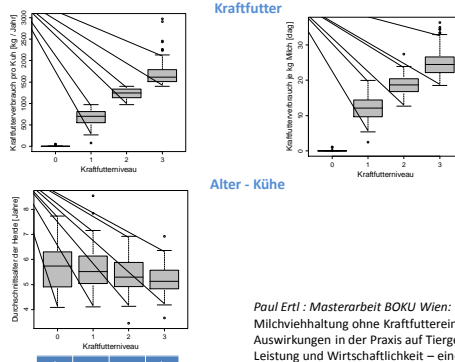 Kraftfutter
Kraftfutterverbrauch pro Kuh [kg / Jahr]
0 500 1000 1500 2000 2500 3000
0 1 2 3
Kraftfutterniveau
Kraftfutterverbrauch je kg Milch [dag]
0 10 20 30
0 1 2 3
Kraftfutterniveau
Alter - Kühe
Durchschnittsalter der Herde [Jahre]
4 5 6 7 8
0 1 2 3
Kraftfutterniveau
Paul Ertl : Masterarbeit BOKU Wien:
Milchviehhaltung ohne Kraftfutterein
Auswirkungen in der Praxis auf Tierge
Leistung und Wirtschaftlichkeit – eine